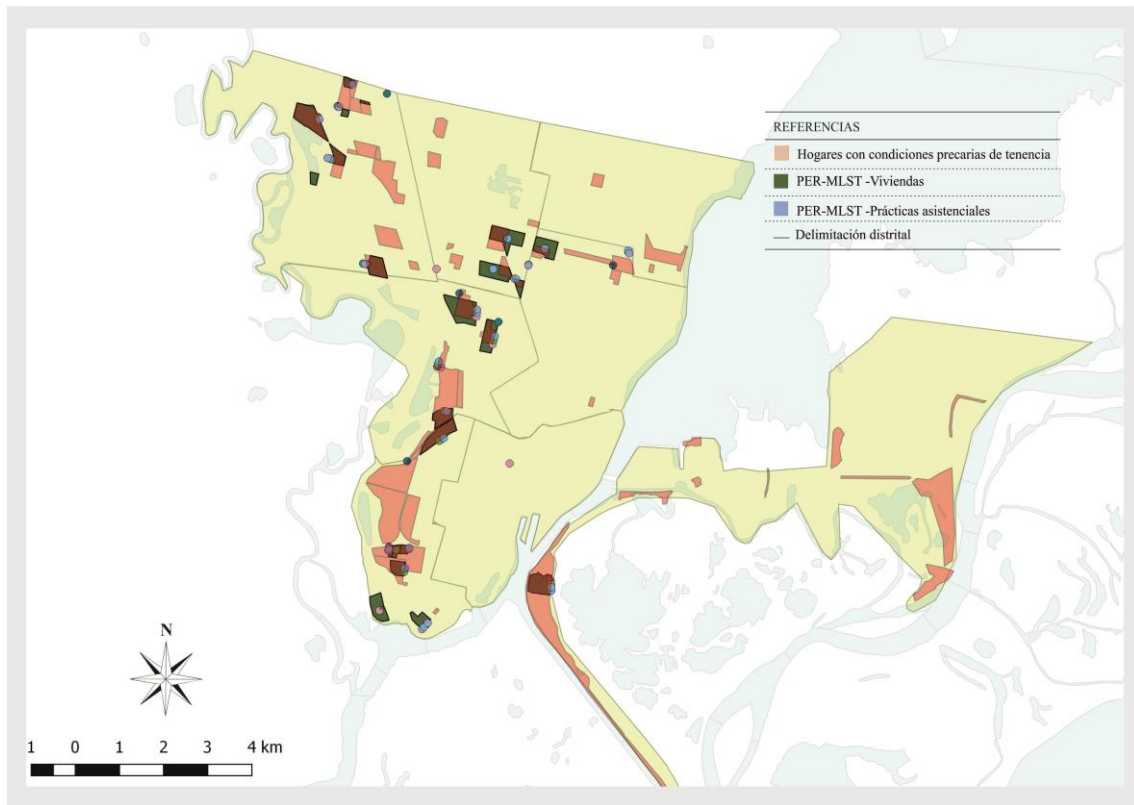 REFERENCIAS
Hogares con condiciones precarias de tenencia
PER-MLST -Viviendas
PER-MLST -Prácticas asistenciales
Delimitación distrital
N
1 0 1 2 3 4 km